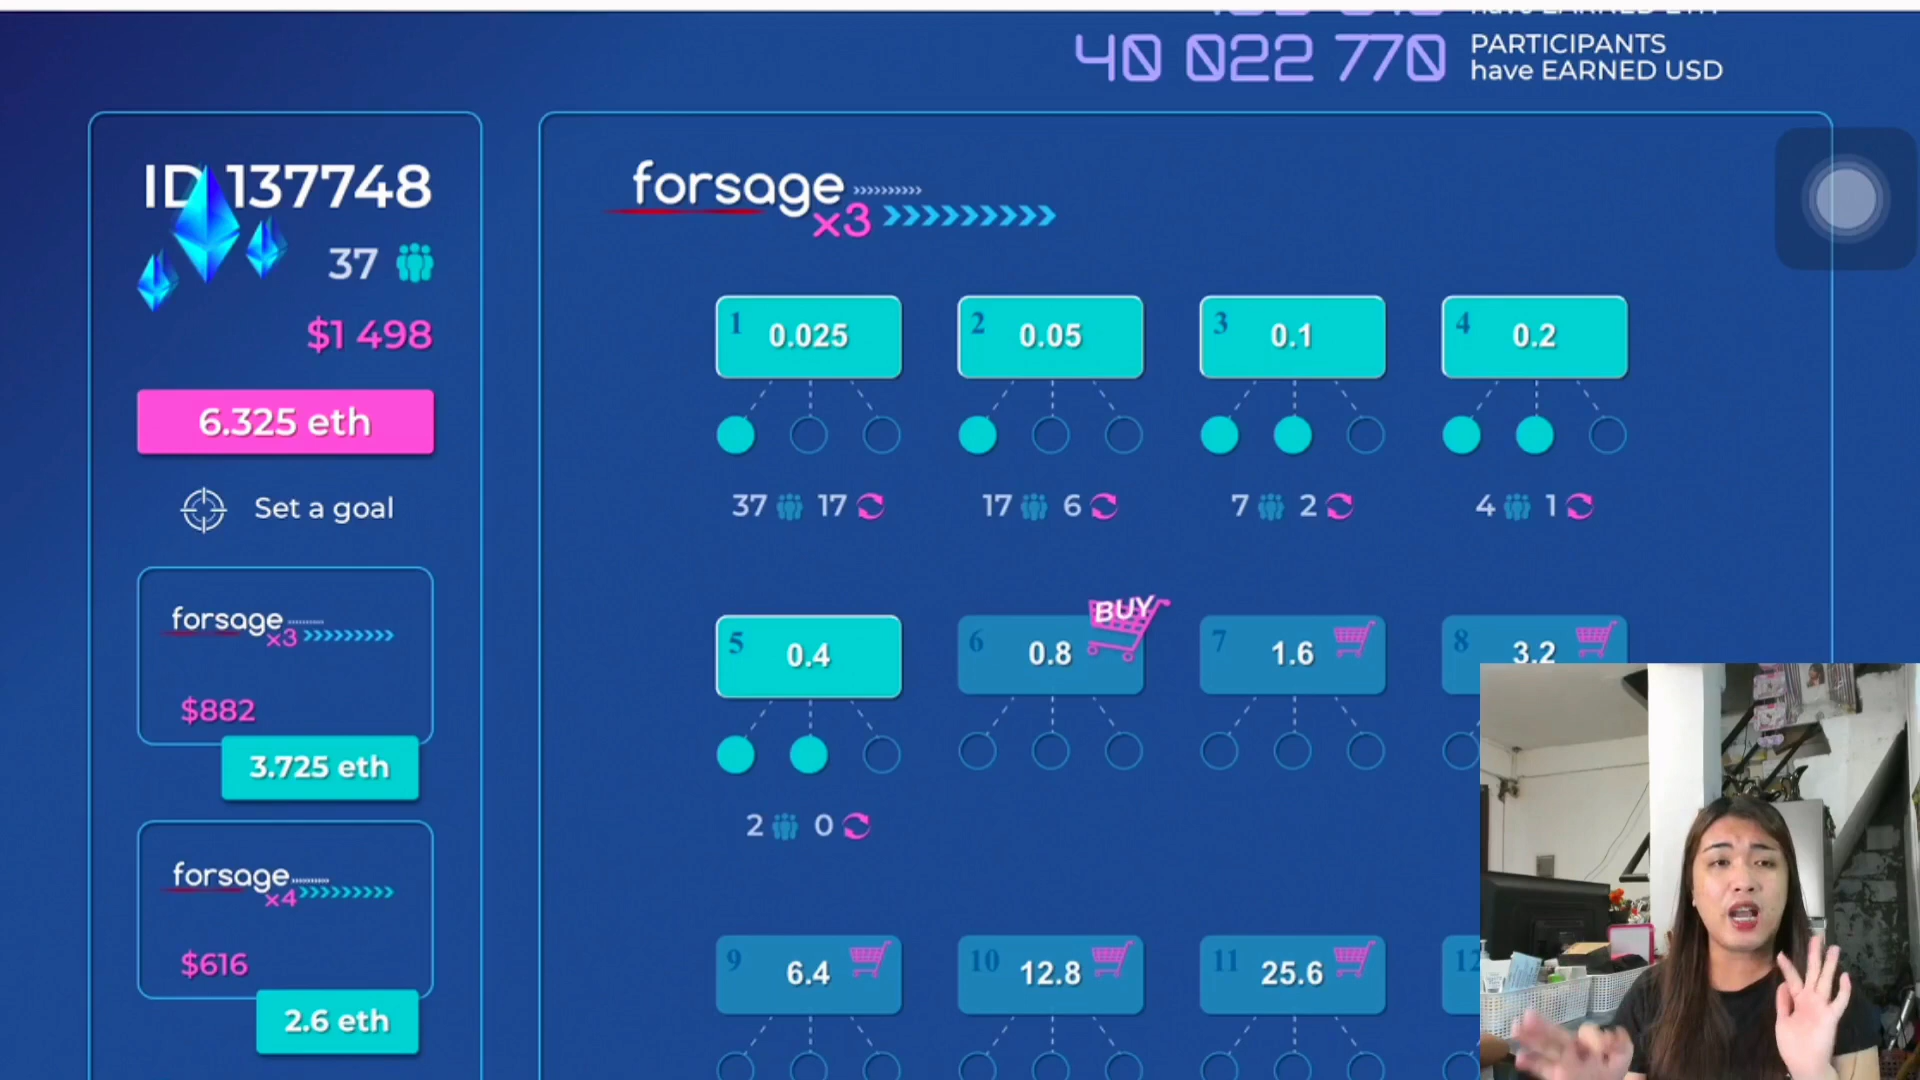 40 022 770
PARTICIPANTS
have EARNED USD
ID 137748
37
$1 498
6.325 eth
Set a goal
forsage
x3
$882
3.725 eth
forsage
x4
$616
2.6 eth
forsage
x3
1 0.025
2 0.05
3 0.1
4 0.2
37 17
17 6
7 2
4 1
5 0.4
6 0.8 BUY
7 1.6
8 3.2
2 0
9 6.4
10 12.8
11 25.6
12